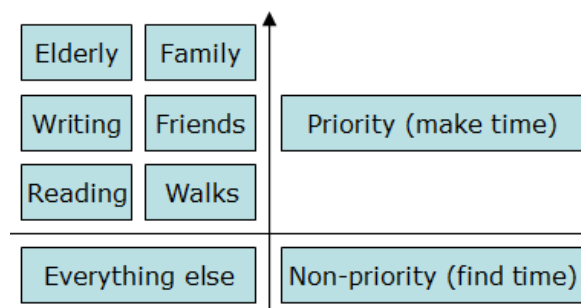 Elderly Family
Writing Friends Priority (make time)
Reading Walks
Everything else Non-priority (find time)